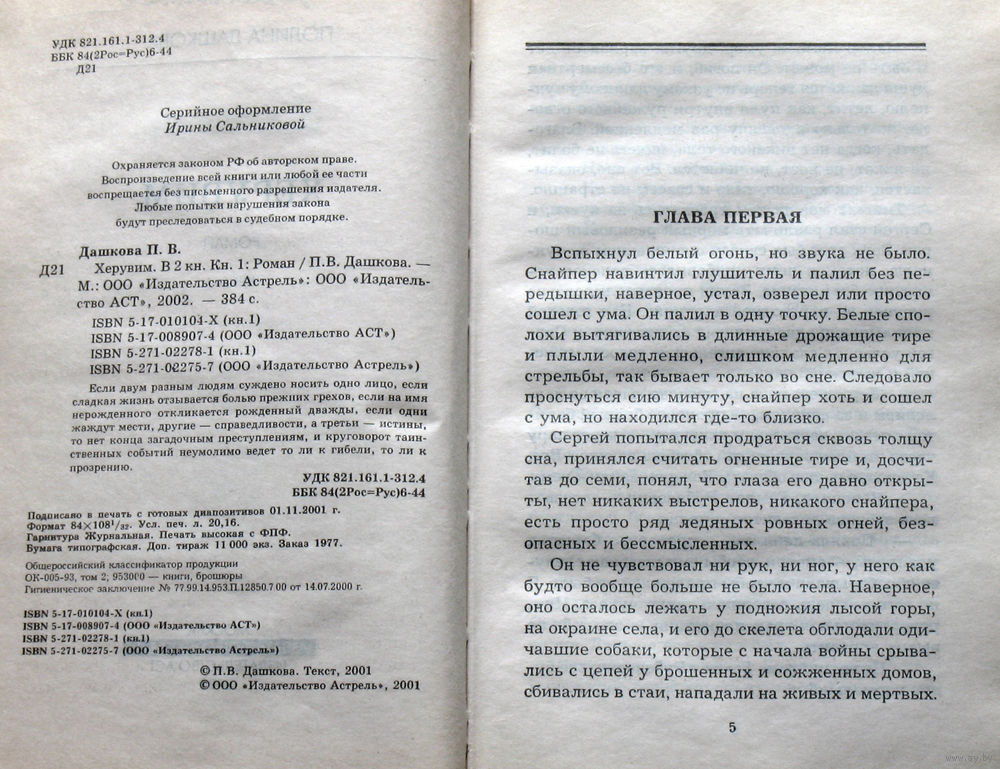 УДК 821.161.1-312.4
ББК 84(2Рос=Рус)6-44
Д21
Серийное оформление
Ирины Сальниковой
Охраняется законом РФ об авторском праве.
Воспроизведение всей книги или любой ее части
воспрещается без письменного разрешения издателя.
Любые попытки нарушения закона
будут преследоваться в судебном порядке.
Дашкова П. В.
Д21 Херувим. В 2 кн. Кн. 1: Роман / П.В. Дашкова. —
М.: ООО «Издательство Астрель»: ООО «Издатель-
ство АСТ», 2002. — 384 с.
ISBN 5-17-010104-X (кн.1)
ISBN 5-17-008907-4 (ООО «Издательство АСТ»)
ISBN 5-271-02278-1 (кн.1)
ISBN 5-271-02275-7 (ООО «Издательство Астрель»)
Если двум разным людям суждено носить одно лицо, если
сладкая жизнь отзывается болью прежних грехов, если на имя
нерожденного откликается рожденный дважды, если одни
жаждут мести, другие — справедливости, а третьи — истины,
то нет конца загадочным преступлениям, и круговорот таин-
ственных событий неумолимо ведет то ли к гибели, то ли к
прозрению.
УДК 821.161.1-312.4
ББК 84(2Рос=Рус)6-44
Подписано в печать с готовых диапозитивов 01.11.2001 г.
Формат 84×108¹/₃₂. Усл. печ. л. 20,16.
Гарнитура Журнальная. Печать высокая с ФПФ.
Бумага типографская. Доп. тираж 11 000 экз. Заказ 1977.
Общероссийский классификатор продукции
ОК-005-93, том 2; 953000 — книги, брошюры
Гигиеническое заключение № 77.99.14.953.П.12850.7.00 от 14.07.2000 г.
ISBN 5-17-010104-X (кн.1)
ISBN 5-17-008907-4 (ООО «Издательство АСТ»)
ISBN 5-271-02278-1 (кн.1)
ISBN 5-271-02275-7 (ООО «Издательство Астрель»)
© П.В. Дашкова. Текст, 2001
© ООО «Издательство Астрель», 2001
ГЛАВА ПЕРВАЯ
Вспыхнул белый огонь, но звука не было.
Снайпер навинтил глушитель и палил без пе-
редышки, наверное, устал, озверел или просто
сошел с ума. Он палил в одну точку. Белые спо-
лохи вытягивались в длинные дрожащие тире
и плыли медленно, слишком медленно для
стрельбы, так бывает только во сне. Следовало
проснуться сию минуту, снайпер хоть и сошел
с ума, но находился где-то близко.
Сергей попытался продраться сквозь толщу
сна, принялся считать огненные тире и, досчи-
тав до семи, понял, что глаза его давно откры-
ты, нет никаких выстрелов, никакого снайпера,
есть просто ряд ледяных ровных огней, без-
опасных и бессмысленных.
Он не чувствовал ни рук, ни ног, у него как
будто вообще больше не было тела. Наверное,
оно осталось лежать у подножия лысой горы,
на окраине села, и его до скелета обглодали оди-
чавшие собаки, которые с начала войны срыва-
лись с цепей у брошенных и сожженных домов,
сбивались в стаи, нападали на живых и мертвых.
5
www.ay.by